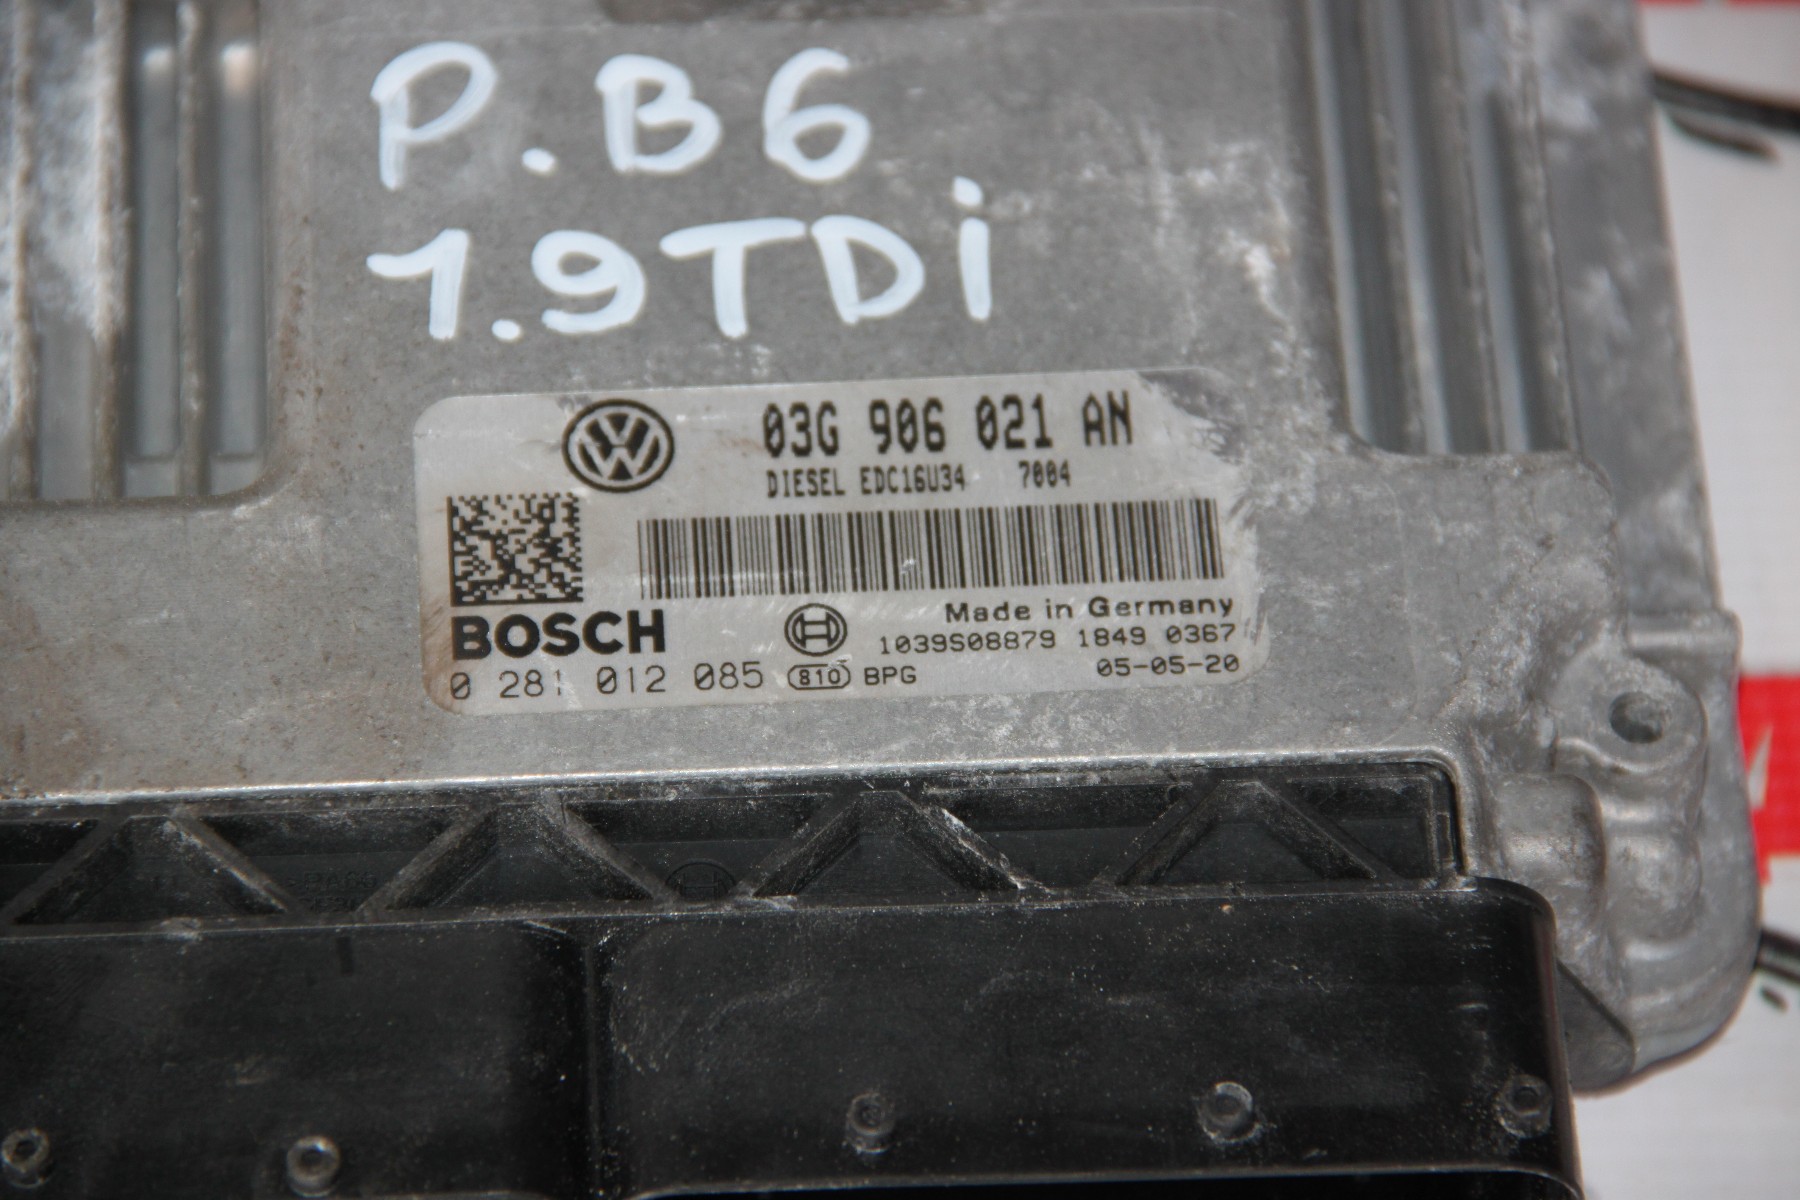 P.B6
1.9TDi
03G 906 021 AN
DIESEL EDC16U34 7004
BOSCH
Made in Germany
1039S08879 1849 0367
0 281 012 085 810 BPG 05-05-20